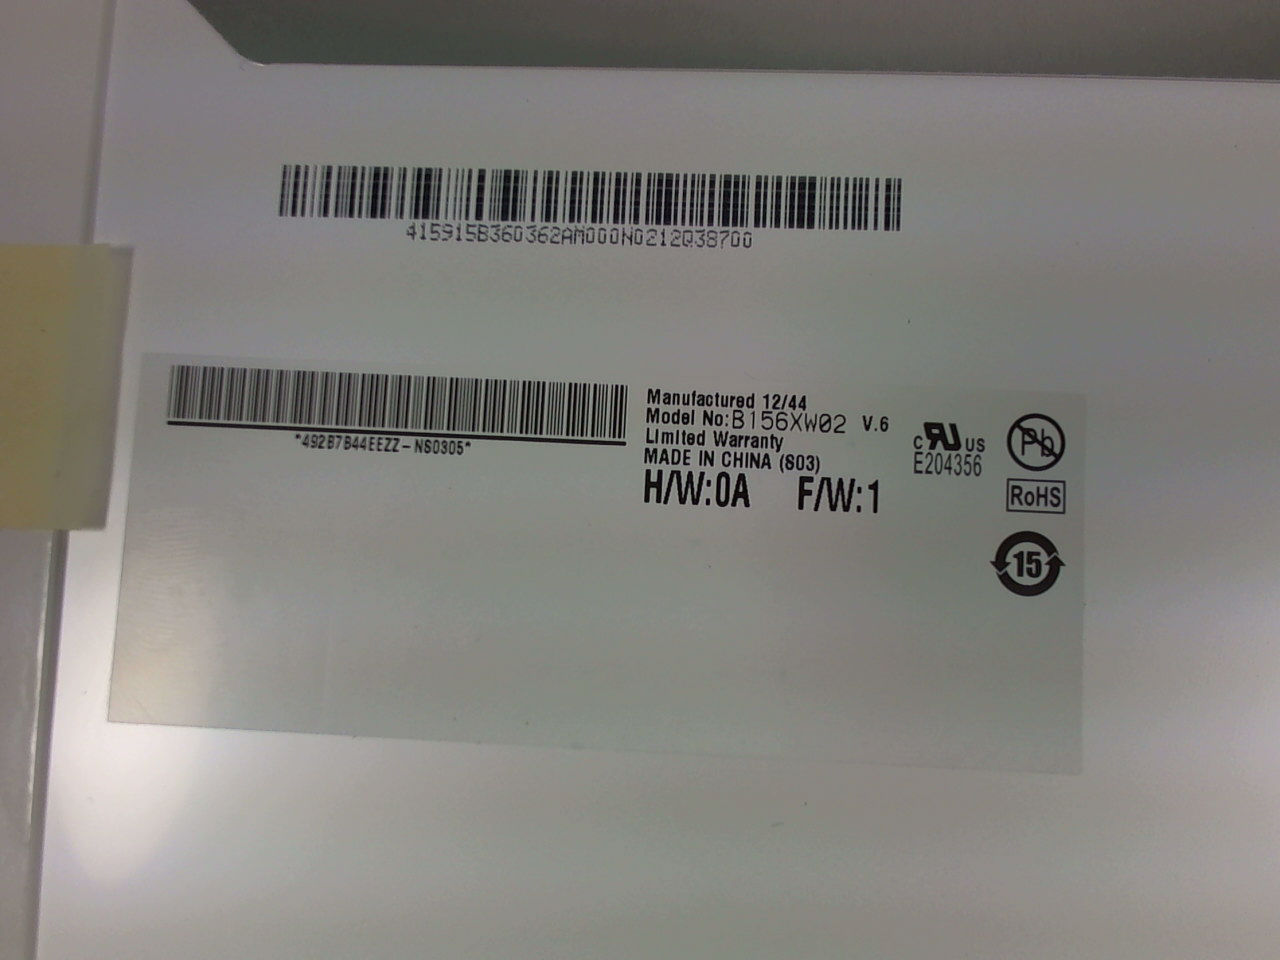 415915B360362AM000N0212Q38700
*492B7B44EEZZ-NS0305*
Manufactured 12/44
Model No:B156XW02 V.6
Limited Warranty
MADE IN CHINA (S03)
H/W:0A F/W:1
c RU US
E204356
Pb
RoHS
15